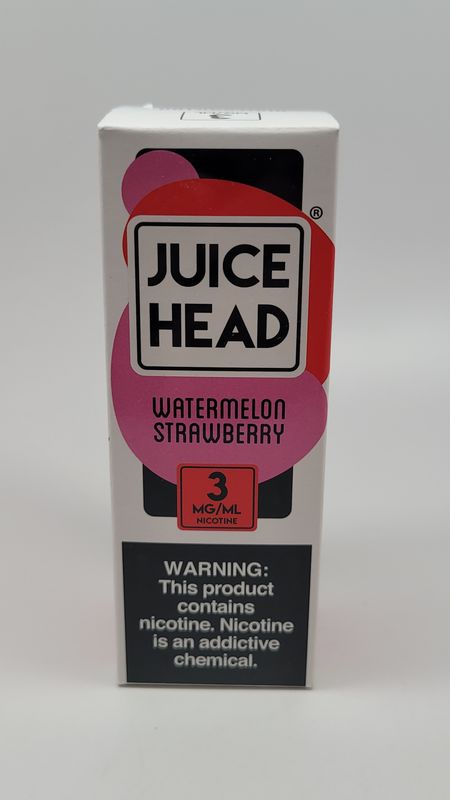 ®
JUICE
HEAD
WATERMELON
STRAWBERRY
3
MG/ML
NICOTINE
WARNING:
This product
contains
nicotine. Nicotine
is an addictive
chemical.